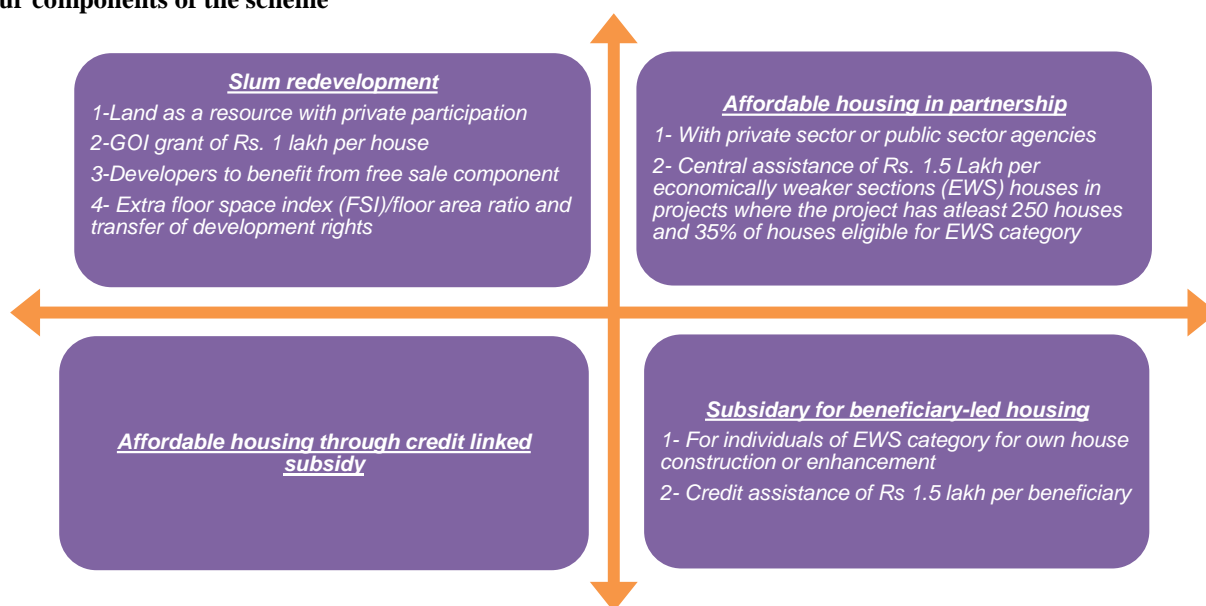 ur components of the scheme
Slum redevelopment
1-Land as a resource with private participation
2-GOI grant of Rs. 1 lakh per house
3-Developers to benefit from free sale component
4- Extra floor space index (FSI)/floor area ratio and
transfer of development rights
Affordable housing in partnership
1- With private sector or public sector agencies
2- Central assistance of Rs. 1.5 Lakh per
economically weaker sections (EWS) houses in
projects where the project has atleast 250 houses
and 35% of houses eligible for EWS category
Affordable housing through credit linked
subsidy
Subsidary for beneficiary-led housing
1- For individuals of EWS category for own house
construction or enhancement
2- Credit assistance of Rs 1.5 lakh per beneficiary